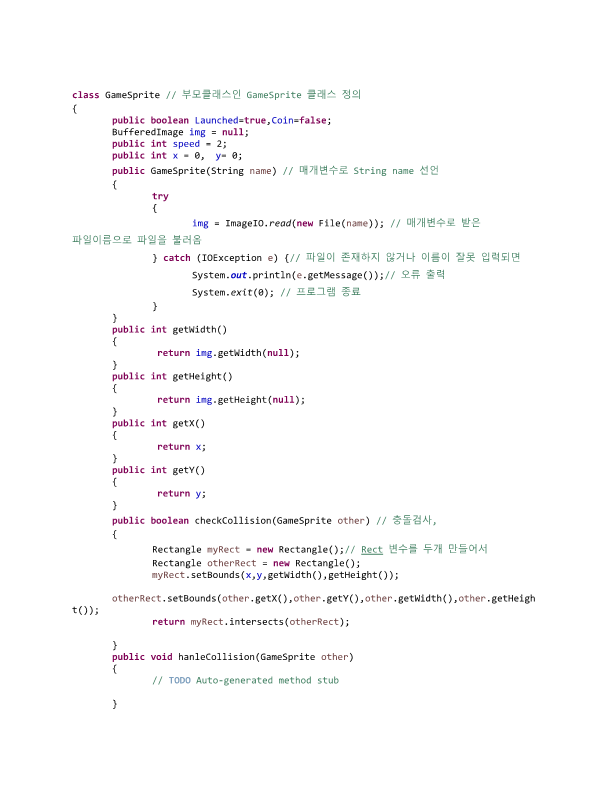 class GameSprite // 부모클래스인 GameSprite 클래스 정의
{
public boolean Launched=true,Coin=false;
BufferedImage img = null;
public int speed = 2;
public int x = 0, y= 0;
public GameSprite(String name) // 매개변수로 String name 선언
{
try
{
img = ImageIO.read(new File(name)); // 매개변수로 받은
파일이름으로 파일을 불러옴
} catch (IOException e) {// 파일이 존재하지 않거나 이름이 잘못 입력되면
System.out.println(e.getMessage());// 오류 출력
System.exit(0); // 프로그램 종료
}
}
public int getWidth()
{
return img.getWidth(null);
}
public int getHeight()
{
return img.getHeight(null);
}
public int getX()
{
return x;
}
public int getY()
{
return y;
}
public boolean checkCollision(GameSprite other) // 충돌검사,
{
Rectangle myRect = new Rectangle();// Rect 변수를 두개 만들어서
Rectangle otherRect = new Rectangle();
myRect.setBounds(x,y,getWidth(),getHeight());
otherRect.setBounds(other.getX(),other.getY(),other.getWidth(),other.getHeigh
t());
return myRect.intersects(otherRect);
}
public void hanleCollision(GameSprite other)
{
// TODO Auto-generated method stub
}